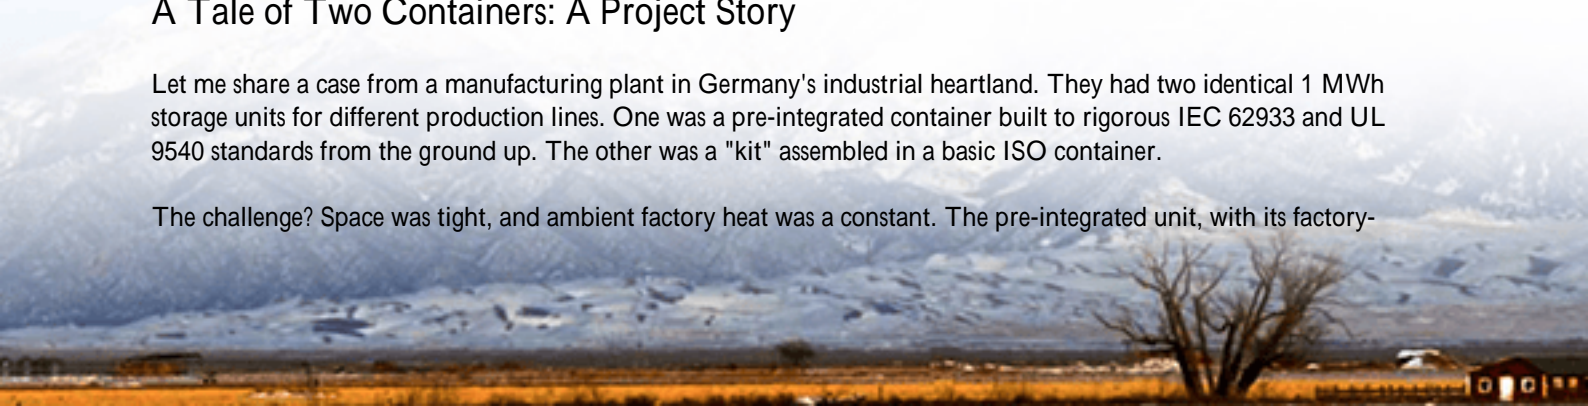 A Tale of Two Containers: A Project Story
Let me share a case from a manufacturing plant in Germany's industrial heartland. They had two identical 1 MWh
storage units for different production lines. One was a pre-integrated container built to rigorous IEC 62933 and UL
9540 standards from the ground up. The other was a "kit" assembled in a basic ISO container.
The challenge? Space was tight, and ambient factory heat was a constant. The pre-integrated unit, with its factory-